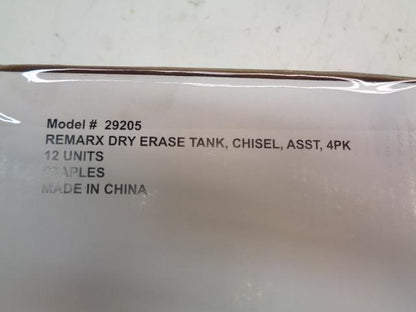 Model # 29205
REMARX DRY ERASE TANK, CHISEL, ASST, 4PK
12 UNITS
STAPLES
MADE IN CHINA